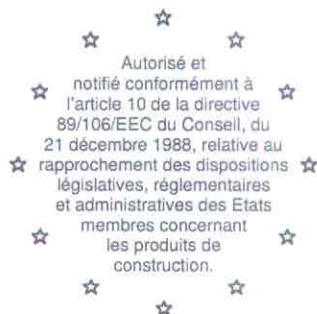 Autorisé et
notifié conformément à
l'article 10 de la directive
89/106/EEC du Conseil, du
21 décembre 1988, relative au
rapprochement des dispositions
législatives, réglementaires
et administratives des Etats
membres concernant
les produits de
construction.